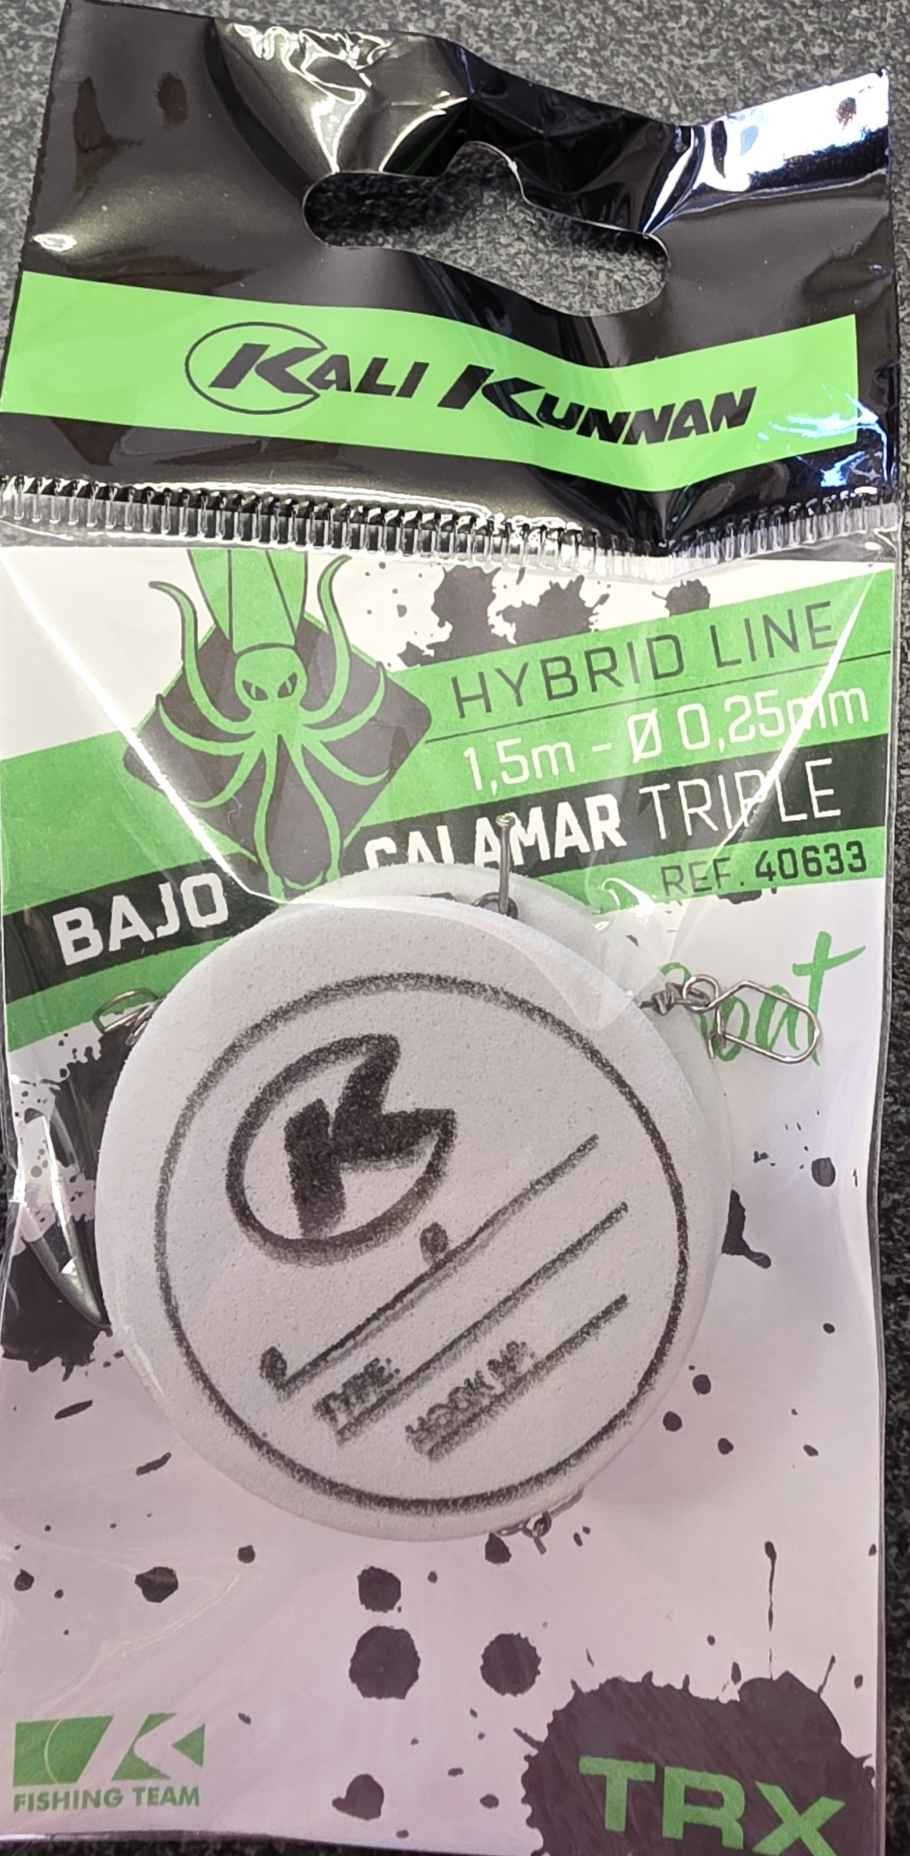 KALI KUNNAN
HYBRID LINE
1,5m - Ø 0,25mm
BAJO CALAMAR TRIPLE
REF. 40633
Boat
K
TYPE:
HOOK Nº:
K
FISHING TEAM
TRX